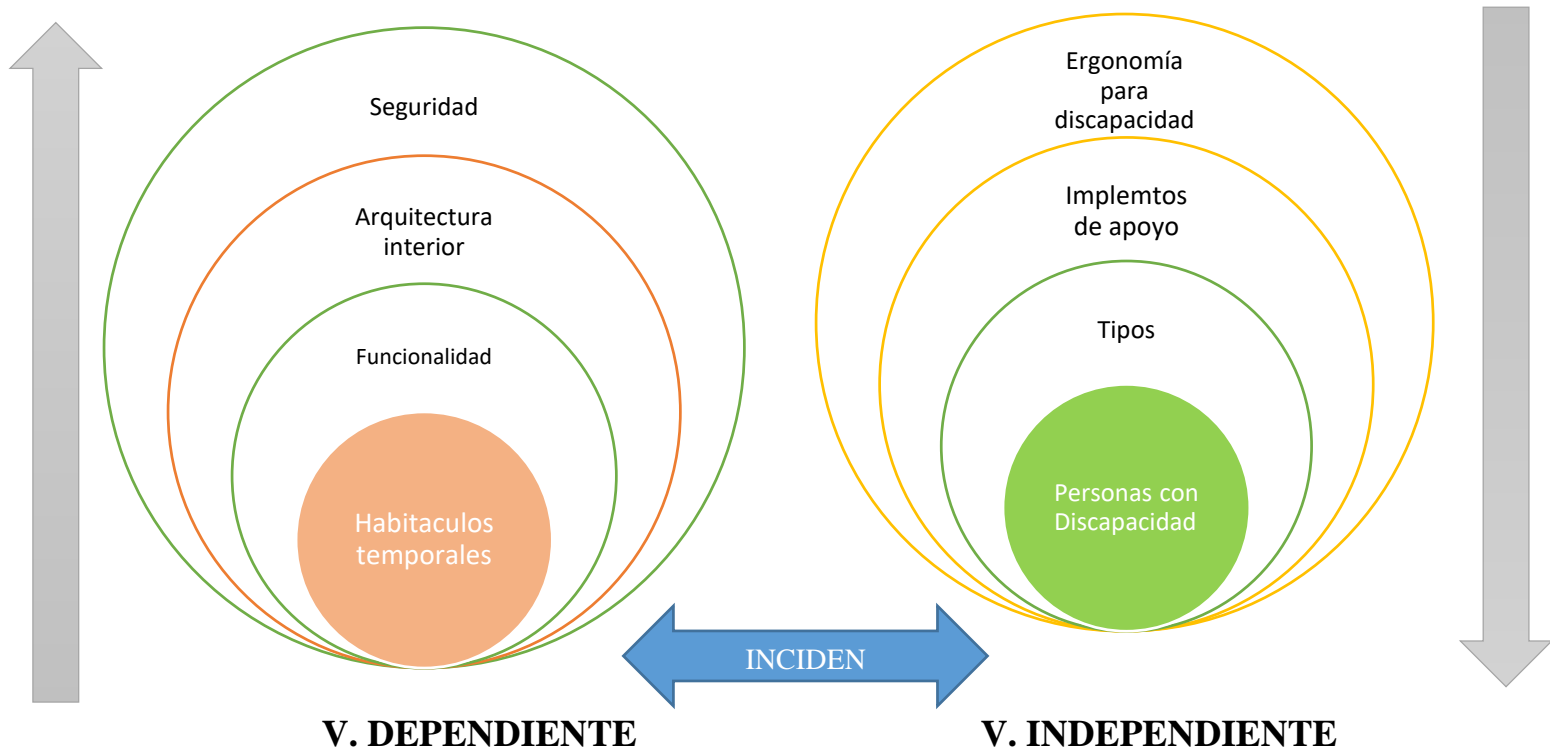 Seguridad
Arquitectura
interior
Funcionalidad
Habitaculos
temporales
Ergonomía
para
discapacidad
Implemtos
de apoyo
Tipos
Personas con
Discapacidad
INCIDEN
V. DEPENDIENTE
V. INDEPENDIENTE